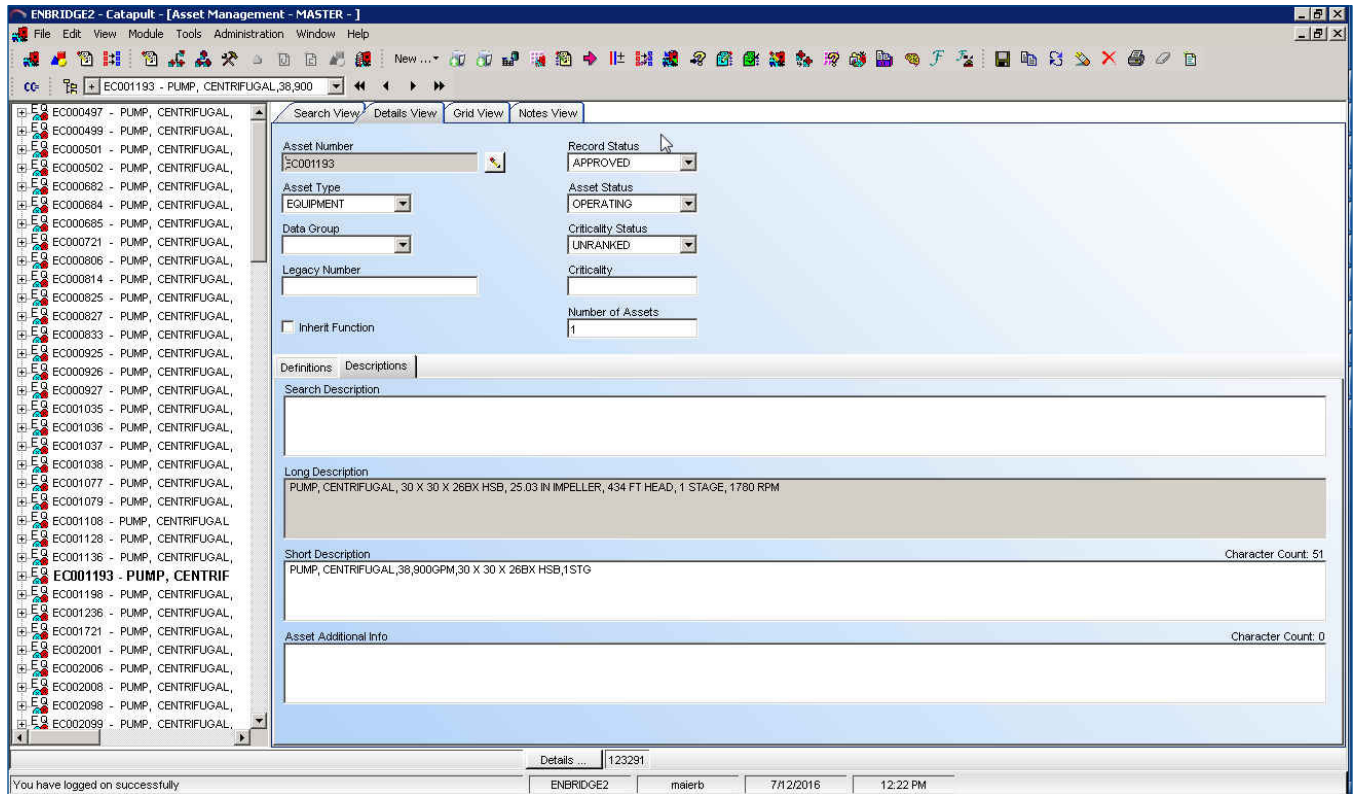 ENBRIDGE2 - Catapult - [Asset Management - MASTER - ]
File Edit View Module Tools Administration Window Help
New ...
CC: EC001193 - PUMP, CENTRIFUGAL,38,900
EC000497 - PUMP, CENTRIFUGAL,
EC000499 - PUMP, CENTRIFUGAL,
EC000501 - PUMP, CENTRIFUGAL,
EC000502 - PUMP, CENTRIFUGAL,
EC000682 - PUMP, CENTRIFUGAL,
EC000684 - PUMP, CENTRIFUGAL,
EC000685 - PUMP, CENTRIFUGAL,
EC000721 - PUMP, CENTRIFUGAL,
EC000806 - PUMP, CENTRIFUGAL,
EC000814 - PUMP, CENTRIFUGAL,
EC000825 - PUMP, CENTRIFUGAL,
EC000827 - PUMP, CENTRIFUGAL,
EC000833 - PUMP, CENTRIFUGAL,
EC000925 - PUMP, CENTRIFUGAL,
EC000926 - PUMP, CENTRIFUGAL,
EC000927 - PUMP, CENTRIFUGAL,
EC001035 - PUMP, CENTRIFUGAL,
EC001036 - PUMP, CENTRIFUGAL,
EC001037 - PUMP, CENTRIFUGAL,
EC001038 - PUMP, CENTRIFUGAL,
EC001077 - PUMP, CENTRIFUGAL,
EC001079 - PUMP, CENTRIFUGAL,
EC001108 - PUMP, CENTRIFUGAL
EC001128 - PUMP, CENTRIFUGAL,
EC001136 - PUMP, CENTRIFUGAL,
EC001193 - PUMP, CENTRIF
EC001198 - PUMP, CENTRIFUGAL,
EC001236 - PUMP, CENTRIFUGAL,
EC001721 - PUMP, CENTRIFUGAL,
EC002001 - PUMP, CENTRIFUGAL,
EC002006 - PUMP, CENTRIFUGAL,
EC002008 - PUMP, CENTRIFUGAL,
EC002098 - PUMP, CENTRIFUGAL,
EC002099 - PUMP, CENTRIFUGAL,
Search View Details View Grid View Notes View
Asset Number
EC001193
Record Status
APPROVED
Asset Type
EQUIPMENT
Asset Status
OPERATING
Data Group
Criticality Status
UNRANKED
Legacy Number
Criticality
Inherit Function
Number of Assets
1
Definitions Descriptions
Search Description
Long Description
PUMP, CENTRIFUGAL, 30 X 30 X 26BX HSB, 25.03 IN IMPELLER, 434 FT HEAD, 1 STAGE, 1780 RPM
Short Description Character Count: 51
PUMP, CENTRIFUGAL,38,900GPM,30 X 30 X 26BX HSB,1STG
Asset Additional Info Character Count: 0
Details ... 123291
You have logged on successfully ENBRIDGE2 maierb 7/12/2016 12:22 PM